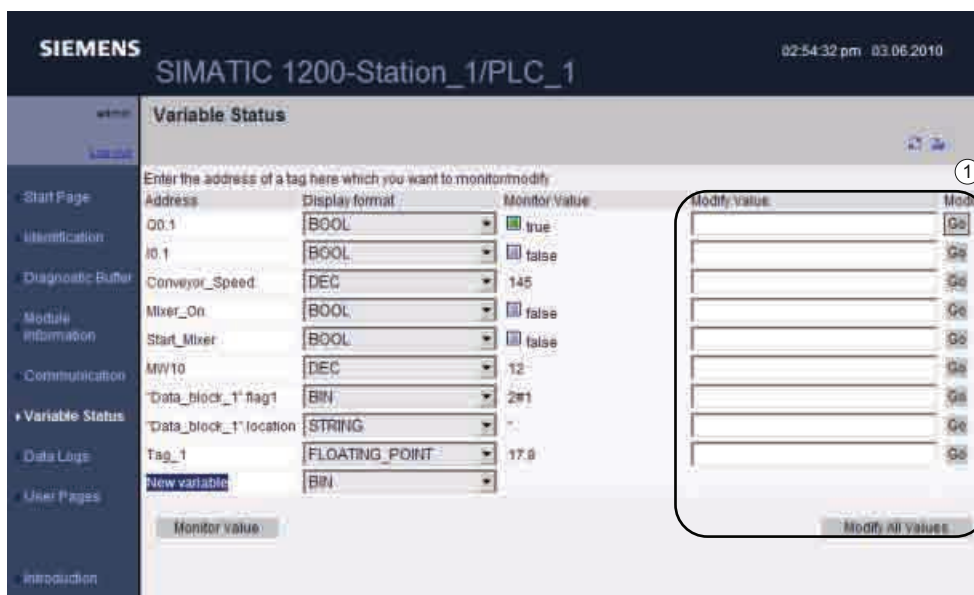 SIEMENS
SIMATIC 1200-Station_1/PLC_1
02:54:32 pm 03.06.2010
admin
Log out
Variable Status
1
Enter the address of a tag here which you want to monitor/modify
Address Display format Monitor Value Modify Value Modi
Q0.1 BOOL true Go
I0.1 BOOL false Go
Conveyor_Speed DEC 145 Go
Mixer_On BOOL false Go
Start_Mixer BOOL false Go
MW10 DEC 12 Go
"Data_block_1".flag1 BIN 2#1 Go
"Data_block_1".location STRING Go
Tag_1 FLOATING_POINT 17.8 Go
New variable BIN
Monitor value Modify All Values
Start Page
Identification
Diagnostic Buffer
Module
information
Communication
Variable Status
Data Logs
User Pages
Introduction